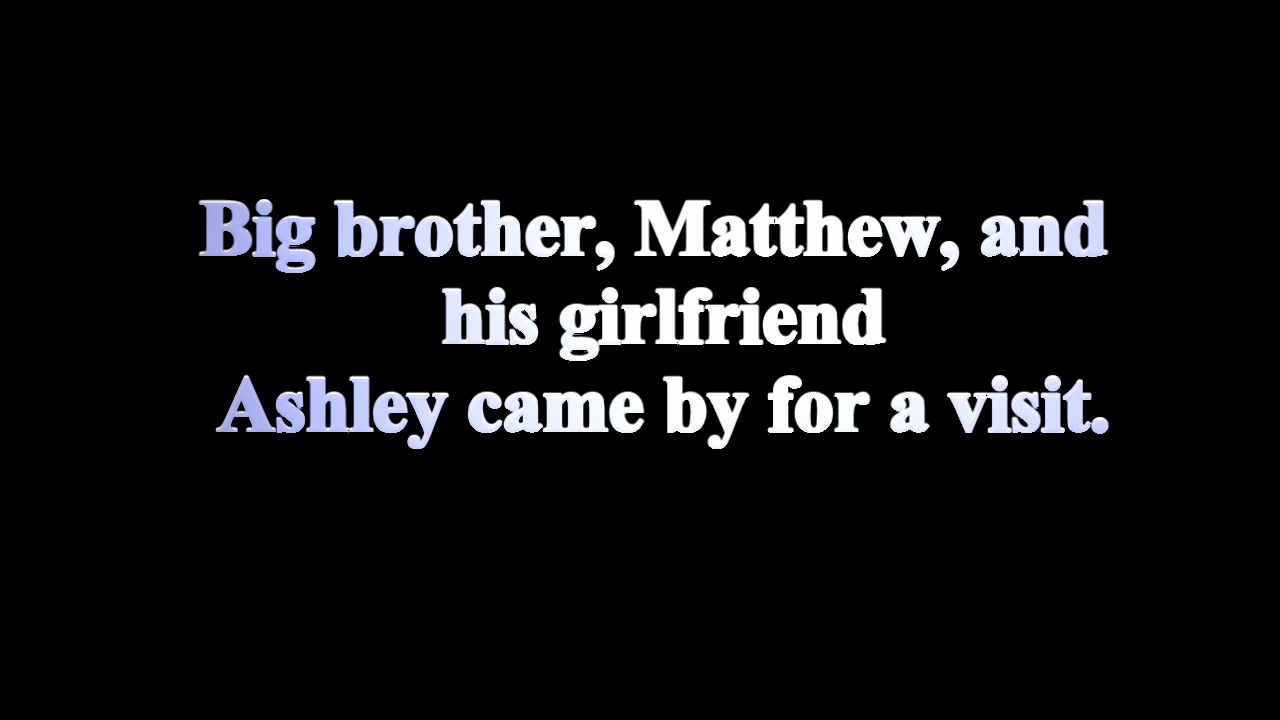 Big brother, Matthew, and
his girlfriend
Ashley came by for a visit.